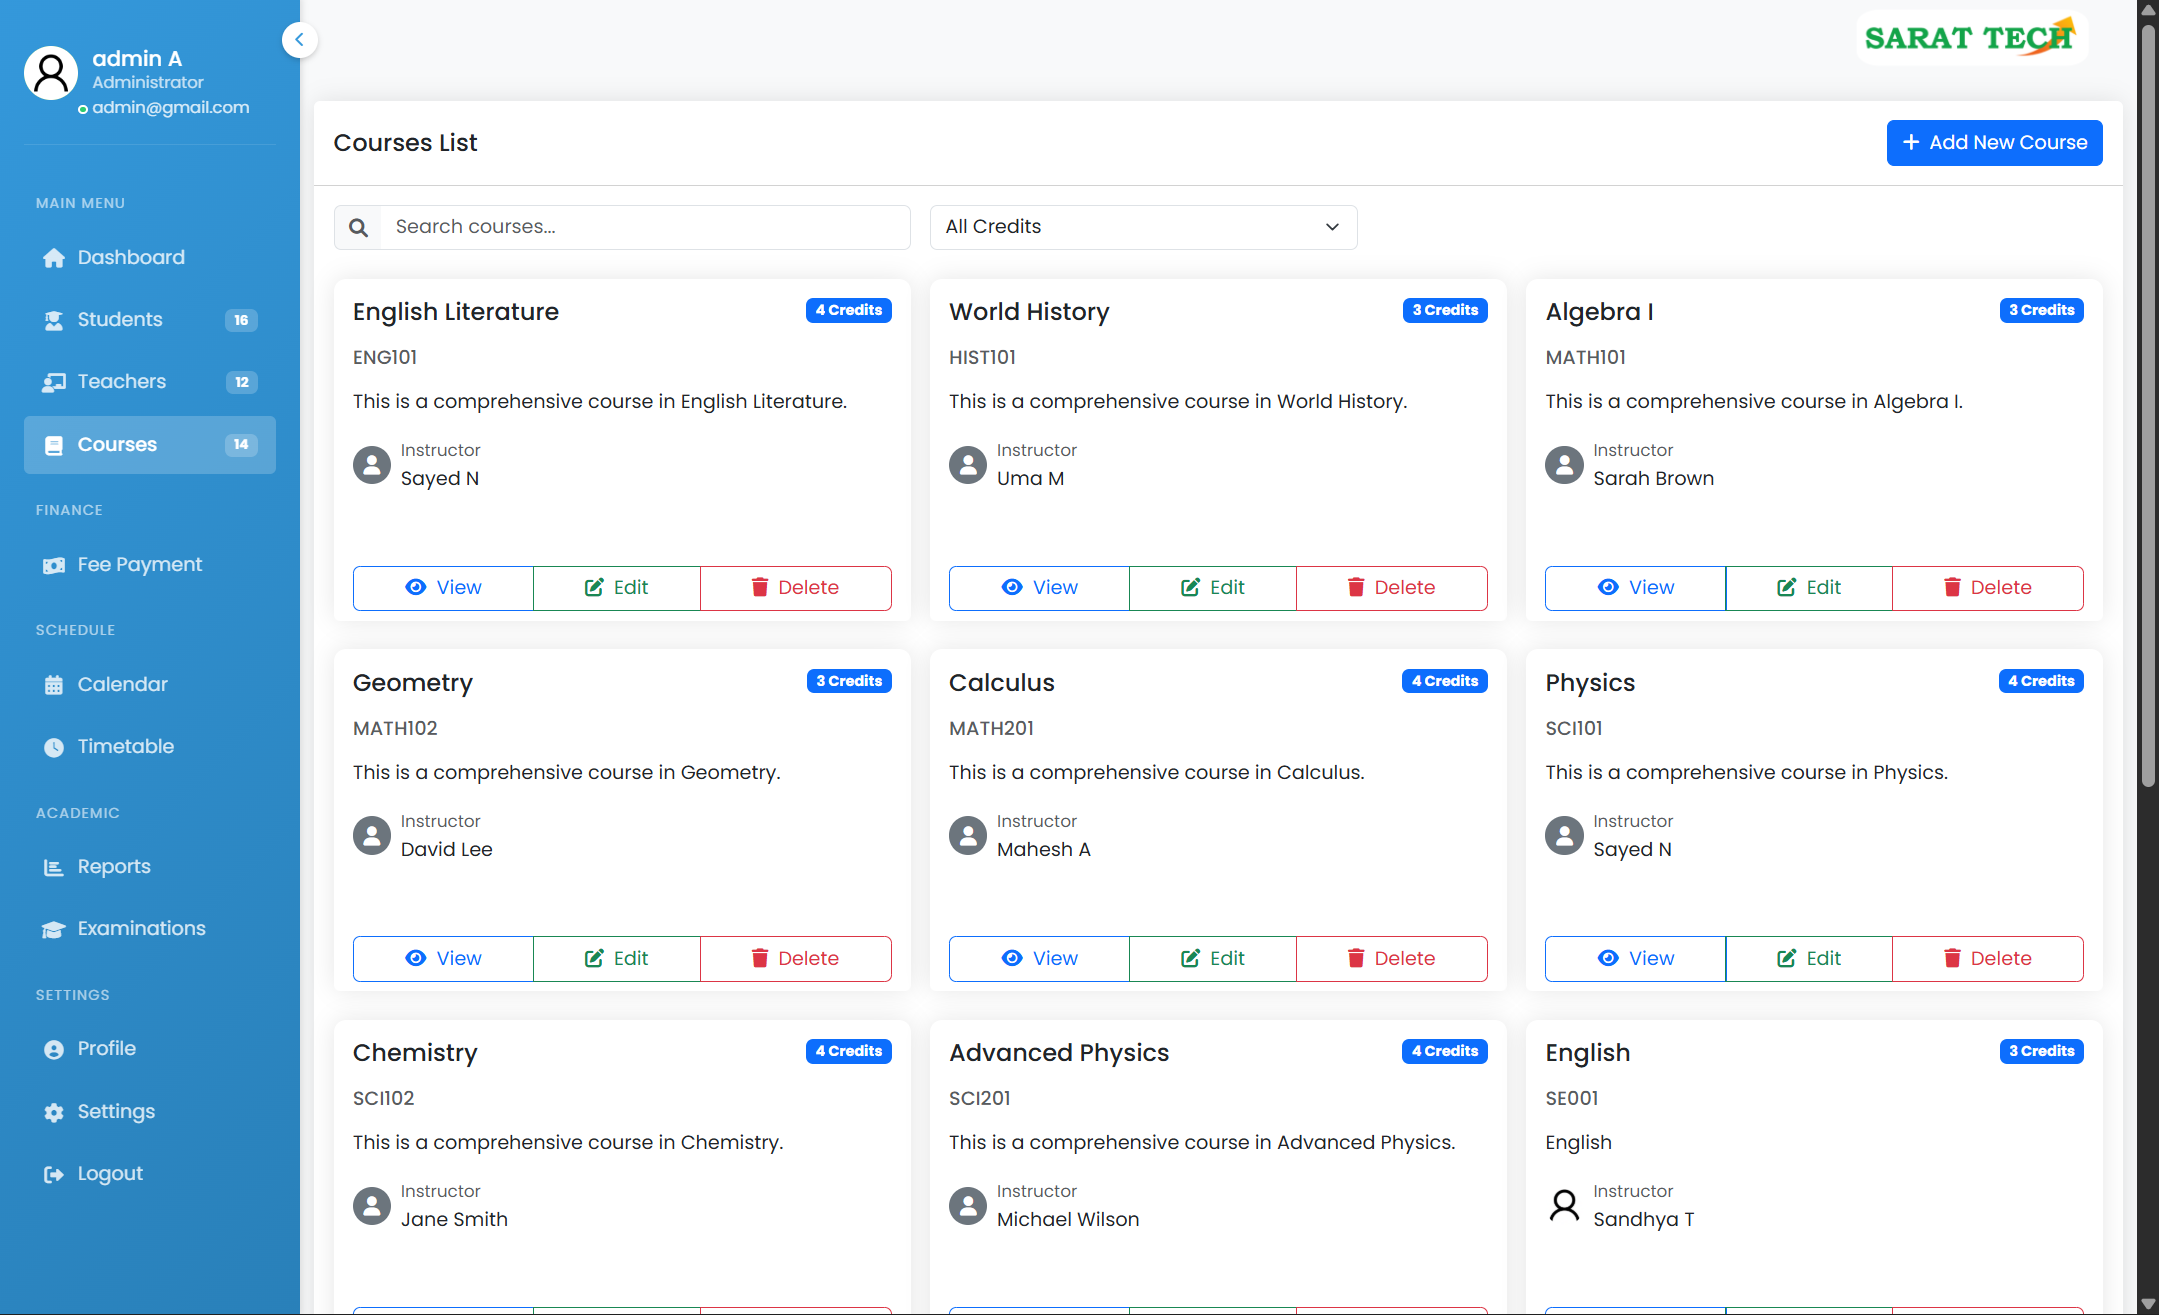 admin A
Administrator
admin@gmail.com
MAIN MENU
Dashboard
Students 16
Teachers 12
Courses 14
FINANCE
Fee Payment
SCHEDULE
Calendar
Timetable
ACADEMIC
Reports
Examinations
SETTINGS
Profile
Settings
Logout
SARAT TECH
Courses List
Add New Course
Search courses...
All Credits
English Literature
4 Credits
ENG101
This is a comprehensive course in English Literature.
Instructor
Sayed N
View Edit Delete
World History
3 Credits
HIST101
This is a comprehensive course in World History.
Instructor
Uma M
View Edit Delete
Algebra I
3 Credits
MATH101
This is a comprehensive course in Algebra I.
Instructor
Sarah Brown
View Edit Delete
Geometry
3 Credits
MATH102
This is a comprehensive course in Geometry.
Instructor
David Lee
View Edit Delete
Calculus
4 Credits
MATH201
This is a comprehensive course in Calculus.
Instructor
Mahesh A
View Edit Delete
Physics
4 Credits
SCI101
This is a comprehensive course in Physics.
Instructor
Sayed N
View Edit Delete
Chemistry
4 Credits
SCI102
This is a comprehensive course in Chemistry.
Instructor
Jane Smith
Advanced Physics
4 Credits
SCI201
This is a comprehensive course in Advanced Physics.
Instructor
Michael Wilson
English
3 Credits
SE001
English
Instructor
Sandhya T